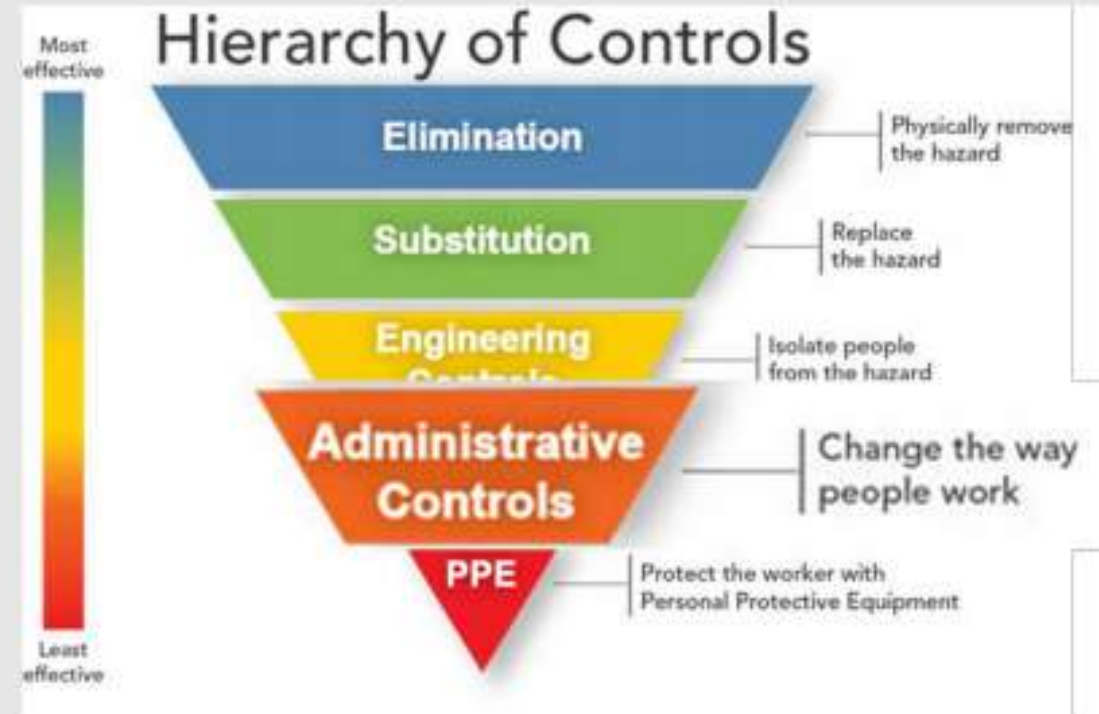 Hierarchy of Controls
Most
effective
Elimination
Physically remove
the hazard
Substitution
Replace
the hazard
Engineering
Controls
Isolate people
from the hazard
Administrative
Controls
Change the way
people work
PPE
Protect the worker with
Personal Protective Equipment
Least
effective